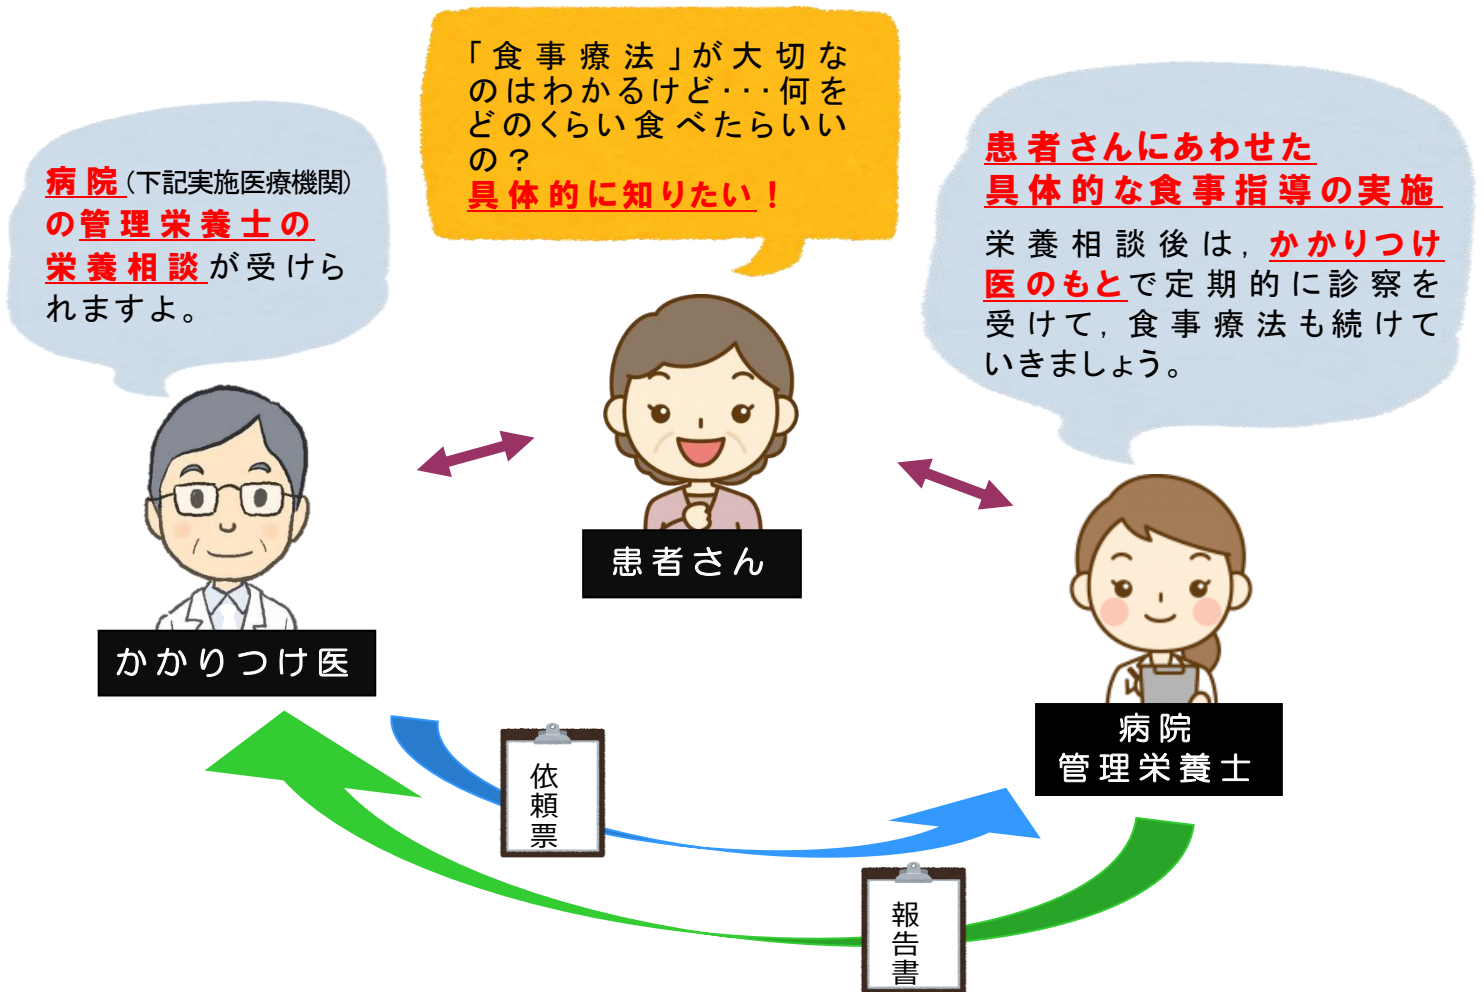 「食事療法」が大切な
のはわかるけど･･･何を
どのくらい食べたらいい
の？
具体的に知りたい！
病院(下記実施医療機関)
の管理栄養士の
栄養相談が受けら
れますよ。
患者さんにあわせた
具体的な食事指導の実施
栄養相談後は，かかりつけ
医のもとで定期的に診察を
受けて，食事療法も続けて
いきましょう。
患者さん
かかりつけ医
病院
管理栄養士
依頼票
報告書